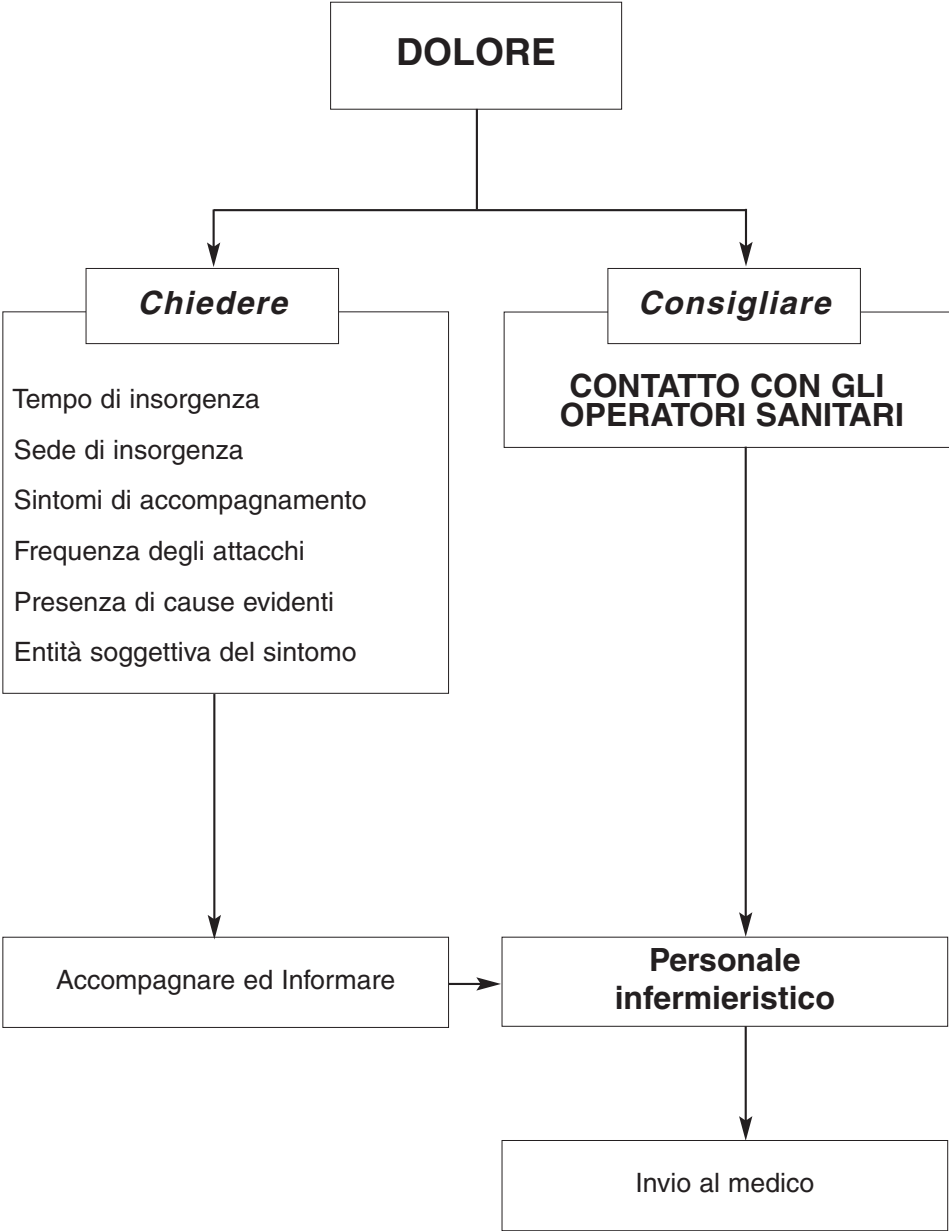 DOLORE
Chiedere
Tempo di insorgenza
Sede di insorgenza
Sintomi di accompagnamento
Frequenza degli attacchi
Presenza di cause evidenti
Entità soggettiva del sintomo
Consigliare
CONTATTO CON GLI
OPERATORI SANITARI
Accompagnare ed Informare
Personale
infermieristico
Invio al medico